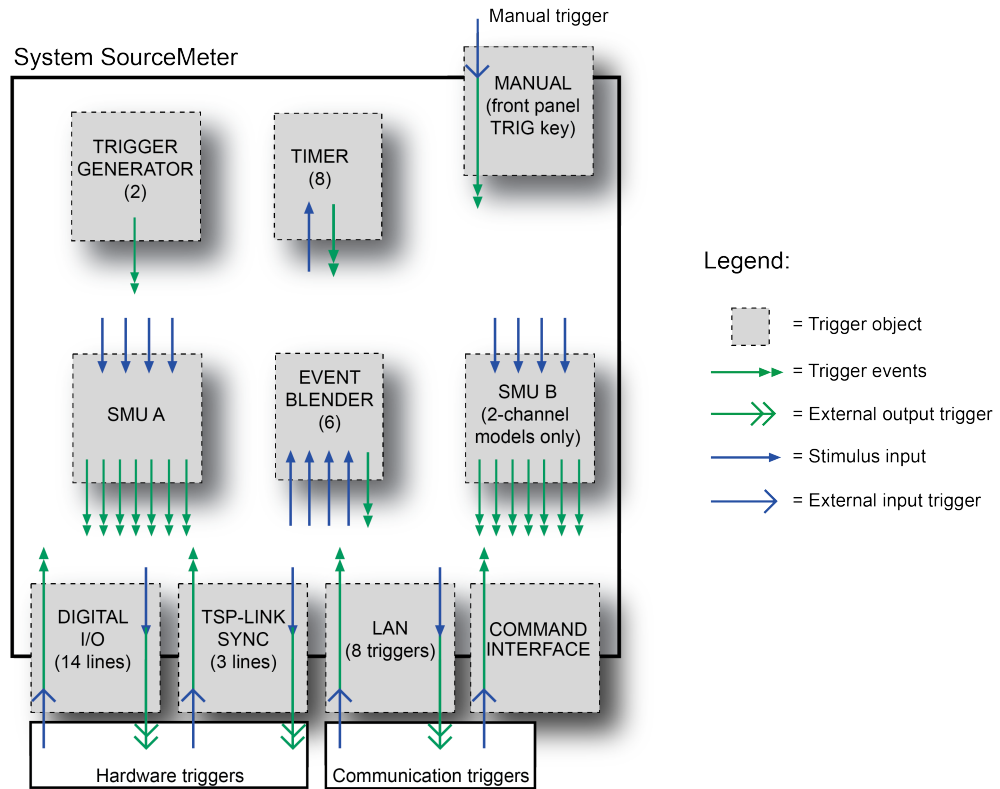 Manual trigger
System SourceMeter
MANUAL
(front panel
TRIG key)
TRIGGER
GENERATOR
(2)
TIMER
(8)
SMU A
EVENT
BLENDER
(6)
SMU B
(2-channel
models only)
DIGITAL
I/O
(14 lines)
TSP-LINK
SYNC
(3 lines)
LAN
(8 triggers)
COMMAND
INTERFACE
Hardware triggers
Communication triggers
Legend:
= Trigger object
= Trigger events
= External output trigger
= Stimulus input
= External input trigger